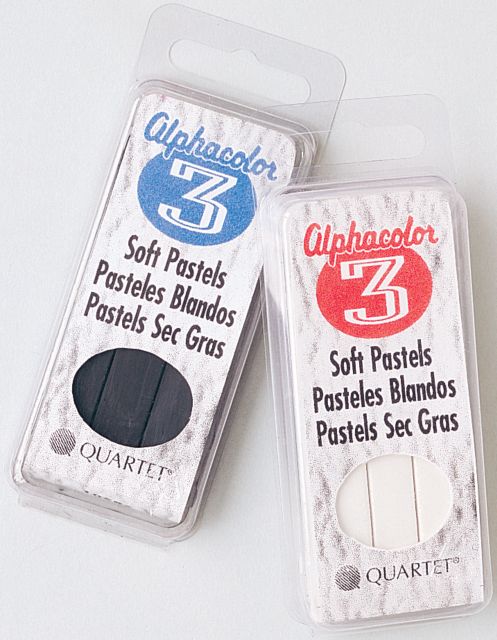 Alphacolor
3
Soft Pastels
Pasteles Blandos
Pastels Sec Gras
QUARTET®
Alphacolor
3
Soft Pastels
Pasteles Blandos
Pastels Sec Gras
QUARTET®